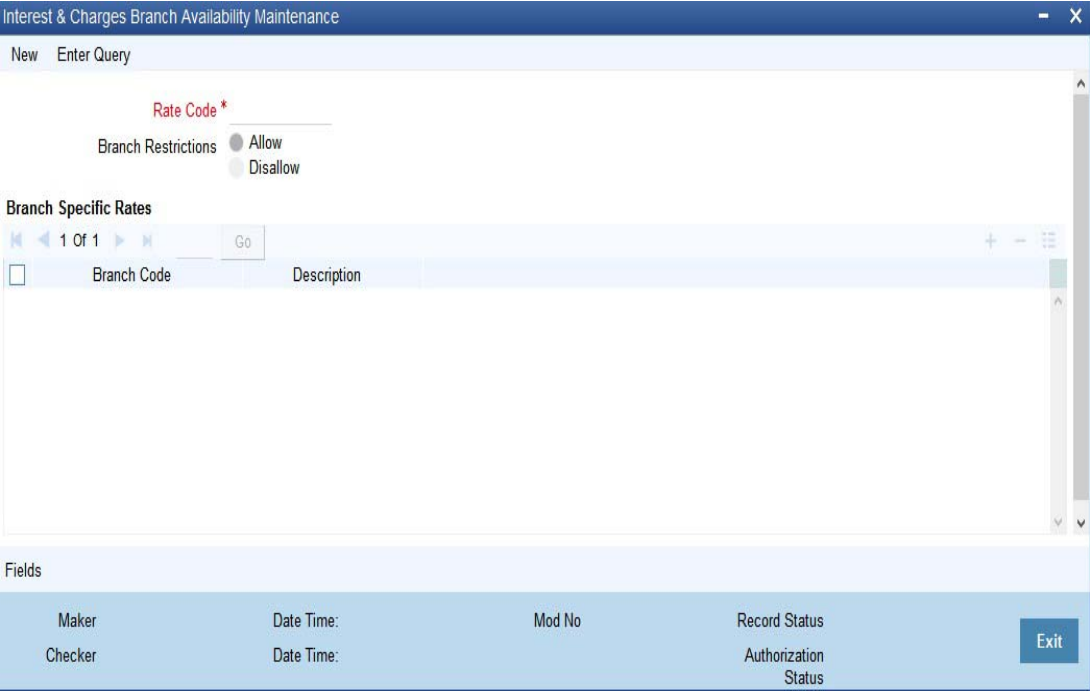 Interest & Charges Branch Availability Maintenance
New Enter Query
Rate Code *
Branch Restrictions Allow
Disallow
Branch Specific Rates
1 Of 1 Go
Branch Code Description
Fields
Maker Date Time: Mod No Record Status
Checker Date Time: Authorization
Status
Exit